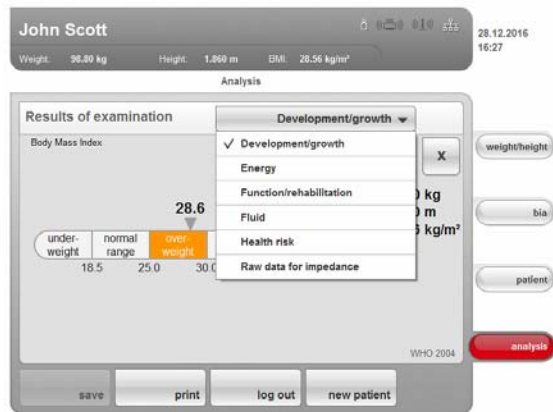 John Scott
Weight: 98.80 kg Height: 1.860 m BMI: 28.56 kg/m²
28.12.2016
16:27
Analysis
Results of examination
Development/growth
Body Mass Index
✓ Development/growth
Energy
Function/rehabilitation
Fluid
Health risk
Raw data for impedance
X
kg
m
kg/m²
28.6
under-weight
normal range
over-weight
18.5 25.0 30.0
WHO 2004
weight/height
bia
patient
analysis
save print log out new patient